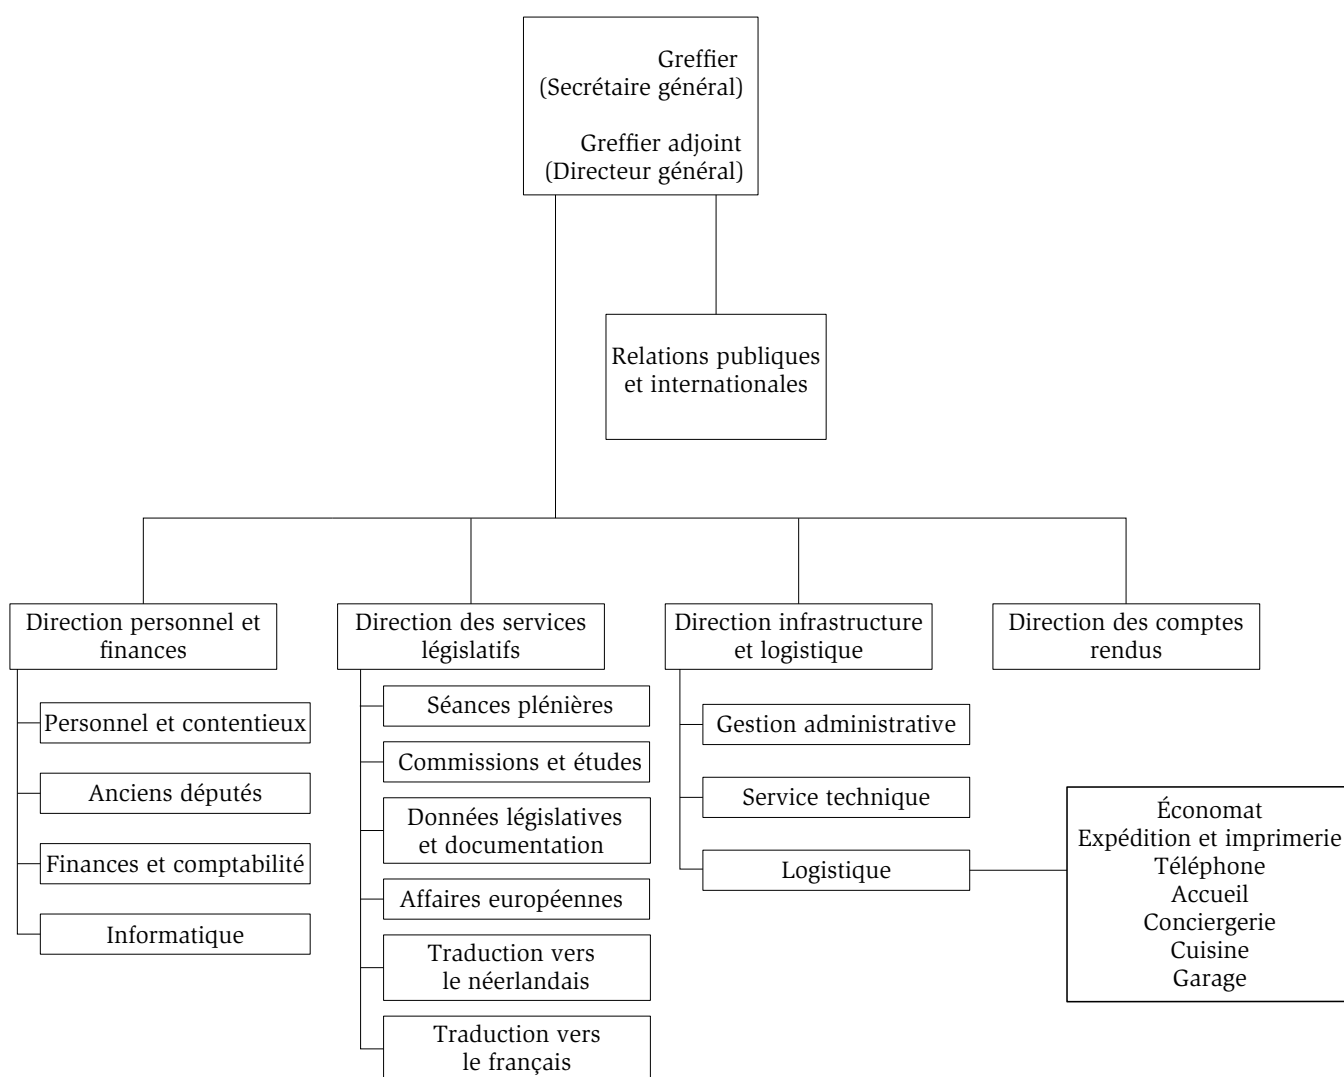 Greffier
(Secrétaire général)
Greffier adjoint
(Directeur général)
Relations publiques
et internationales
Direction personnel et
finances
Personnel et contentieux
Anciens députés
Finances et comptabilité
Informatique
Direction des services
législatifs
Séances plénières
Commissions et études
Données législatives
et documentation
Affaires européennes
Traduction vers
le néerlandais
Traduction vers
le français
Direction infrastructure
et logistique
Gestion administrative
Service technique
Logistique
Économat
Expédition et imprimerie
Téléphone
Accueil
Conciergerie
Cuisine
Garage
Direction des comptes
rendus